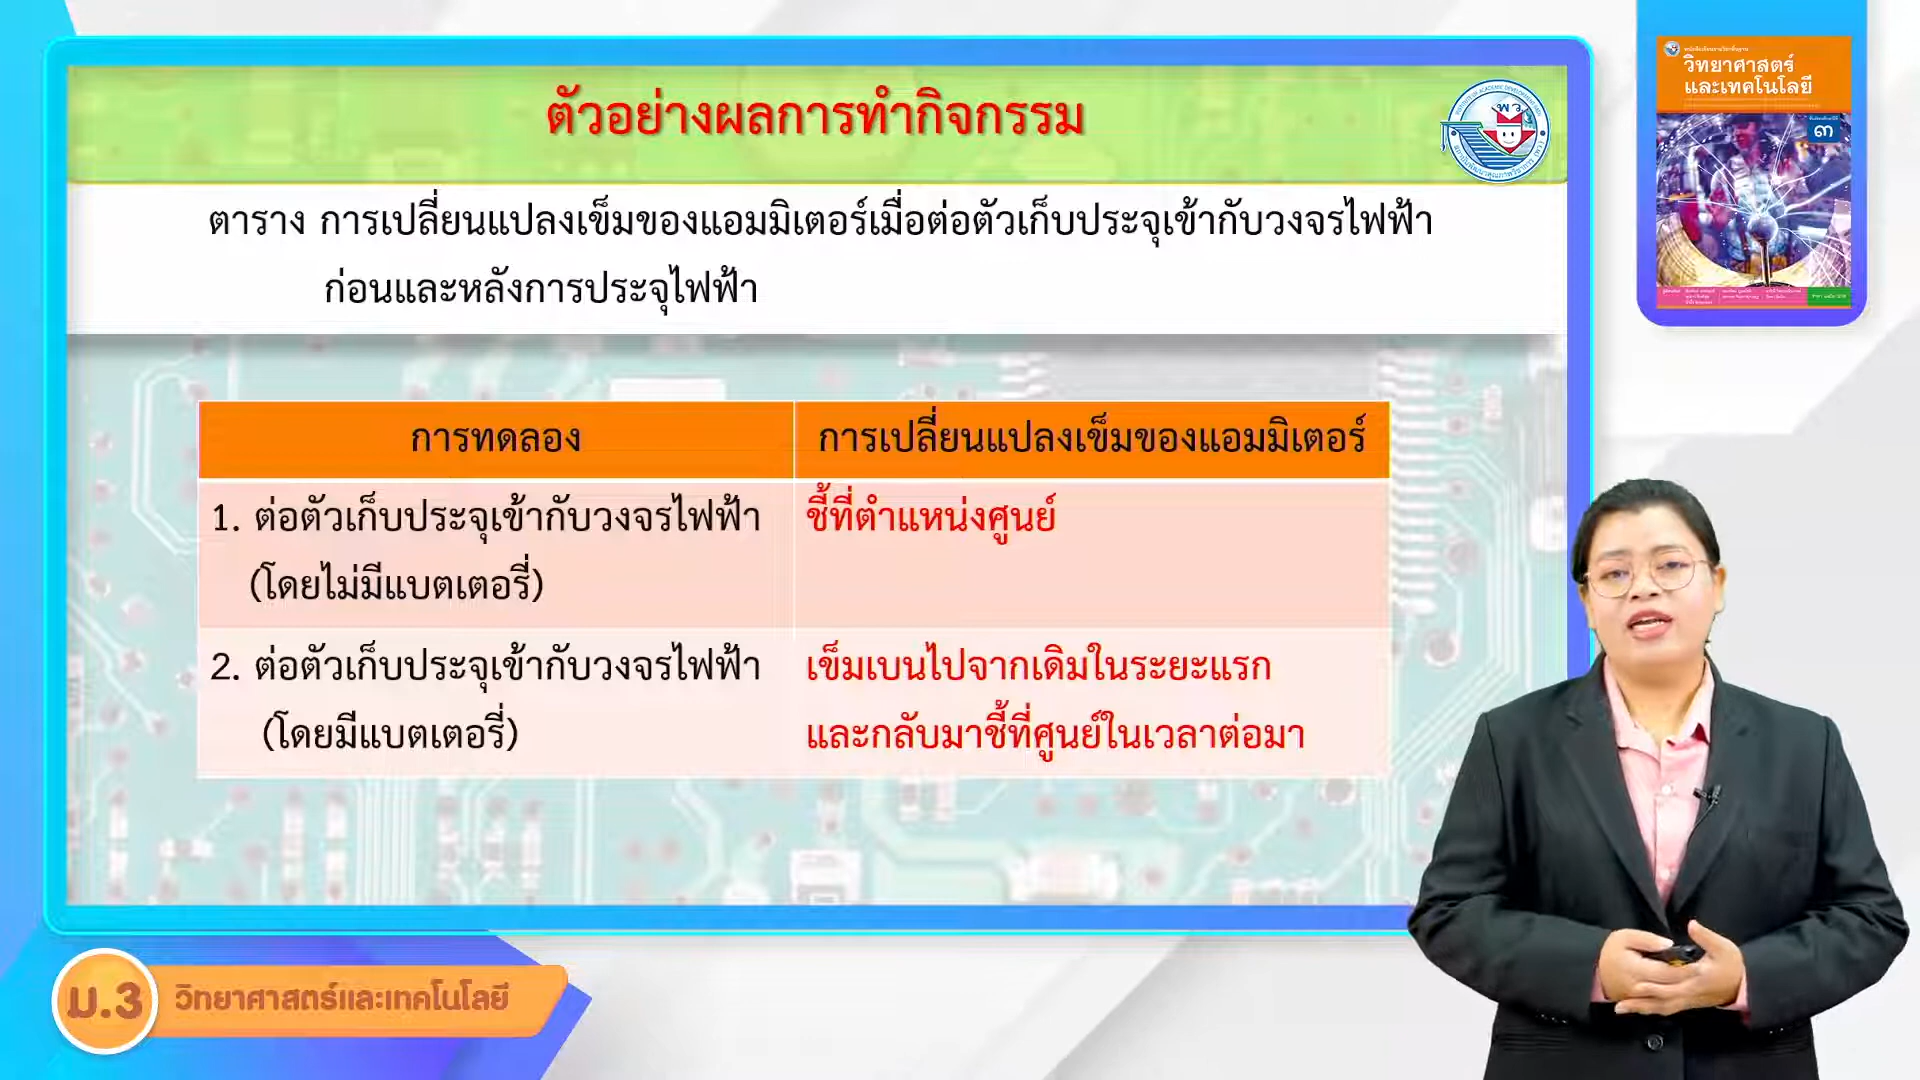 ตัวอย่างผลการทำกิจกรรม
พว.
ตาราง การเปลี่ยนแปลงเข็มของแอมมิเตอร์เมื่อต่อตัวเก็บประจุเข้ากับวงจรไฟฟ้า
ก่อนและหลังการประจุไฟฟ้า
การทดลอง
การเปลี่ยนแปลงเข็มของแอมมิเตอร์
1. ต่อตัวเก็บประจุเข้ากับวงจรไฟฟ้า
(โดยไม่มีแบตเตอรี่)
ชี้ที่ตำแหน่งศูนย์
2. ต่อตัวเก็บประจุเข้ากับวงจรไฟฟ้า
(โดยมีแบตเตอรี่)
เข็มเบนไปจากเดิมในระยะแรก
และกลับมาชี้ที่ศูนย์ในเวลาต่อมา
วิทยาศาสตร์
และเทคโนโลยี
๓
ม.3
วิทยาศาสตร์และเทคโนโลยี